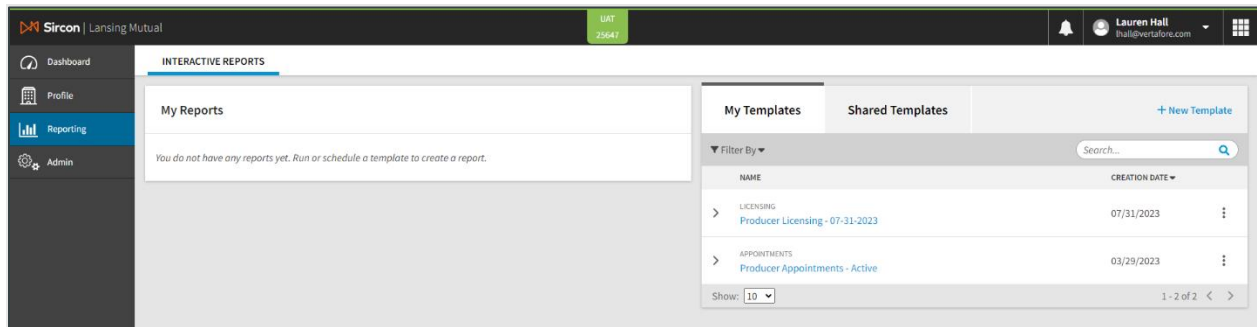 Sircon | Lansing Mutual
UAT
25647
Lauren Hall
lhall@vertafore.com
Dashboard
Profile
Reporting
Admin
INTERACTIVE REPORTS
My Reports
You do not have any reports yet. Run or schedule a template to create a report.
My Templates
Shared Templates
+ New Template
Filter By
Search...
NAME
CREATION DATE
LICENSING
Producer Licensing - 07-31-2023
07/31/2023
APPOINTMENTS
Producer Appointments - Active
03/29/2023
Show: 10
1 - 2 of 2